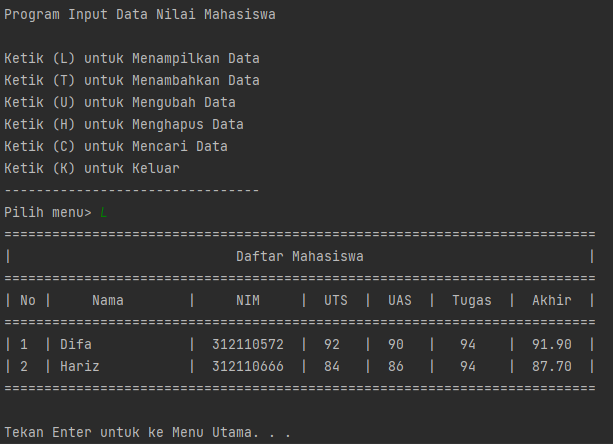 Program Input Data Nilai Mahasiswa
Ketik (L) untuk Menampilkan Data
Ketik (T) untuk Menambahkan Data
Ketik (U) untuk Mengubah Data
Ketik (H) untuk Menghapus Data
Ketik (C) untuk Mencari Data
Ketik (K) untuk Keluar
--------------------------------
Pilih menu> L
==========================================================================
|                            Daftar Mahasiswa                            |
==========================================================================
| No |     Nama        |     NIM     |  UTS  |  UAS  |  Tugas  |  Akhir  |
==========================================================================
| 1  | Difa            |  312110572  |  92   |  90   |   94    |  91.90  |
| 2  | Hariz           |  312110666  |  84   |  86   |   94    |  87.70  |
==========================================================================
Tekan Enter untuk ke Menu Utama. . .